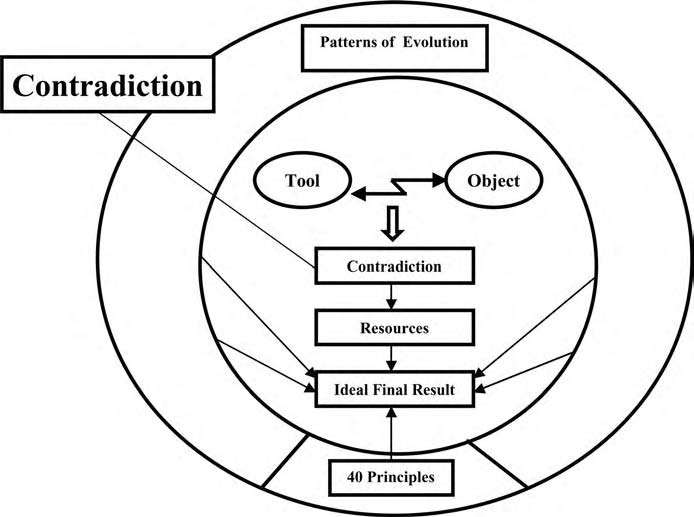 Patterns of Evolution
Contradiction
Tool
Object
Contradiction
Resources
Ideal Final Result
40 Principles